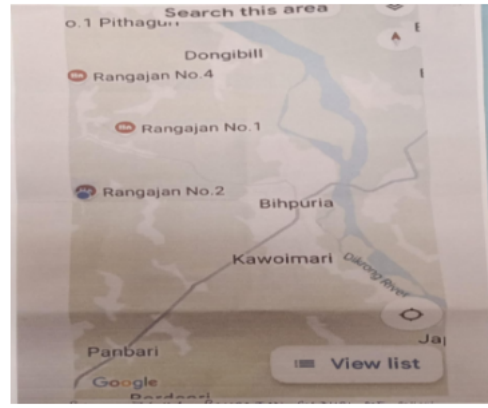 Search this area
o.1 Pithagu
Dongibill
Rangajan No.4
Rangajan No.1
Rangajan No.2
Bihpuria
Kawoimari
Dikrong River
Jap
Panbari
View list
Google